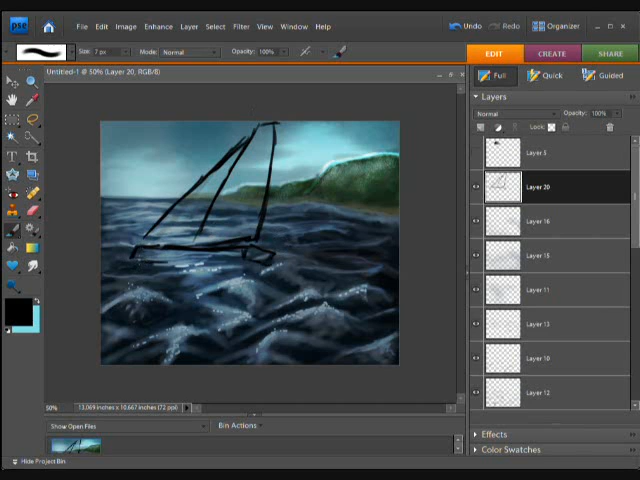 pse File Edit Image Enhance Layer Select Filter View Window Help Undo Redo Organizer
Size: 7 px Mode: Normal Opacity: 100% EDIT CREATE SHARE
Untitled-1 @ 50% (Layer 20, RGB/8)
Full Quick Guided
Layers
Normal Opacity: 100%
Lock:
Layer 20
Layer 16
Layer 15
Layer 11
Layer 13
Layer 10
Layer 12
50% 13.069 inches x 10.667 inches (72 ppi)
Show Open Files Bin Actions
Effects
Color Swatches
Hide Project Bin